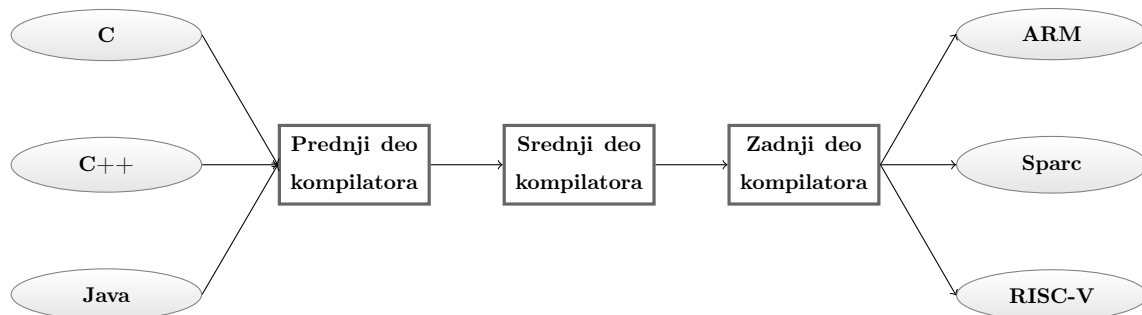 C
C++
Java
Prednji deo
kompilatora
Srednji deo
kompilatora
Zadnji deo
kompilatora
ARM
Sparc
RISC-V